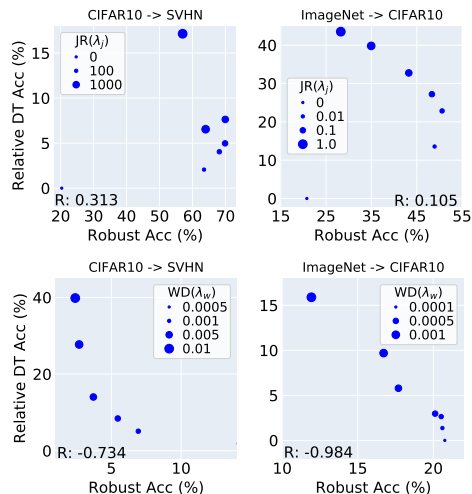 CIFAR10 -> SVHN
ImageNet -> CIFAR10
Relative DT Acc (%)
15
10
5
0
JR(λj)
0
100
1000
R: 0.313
20 30 40 50 60 70
Robust Acc (%)
40
30
20
10
0
JR(λj)
0
0.01
0.1
1.0
R: 0.105
15 25 35 45 55
Robust Acc (%)
CIFAR10 -> SVHN
ImageNet -> CIFAR10
Relative DT Acc (%)
40
20
0
WD(λw)
0.0005
0.001
0.005
0.01
R: -0.734
5 10
Robust Acc (%)
15
10
5
0
WD(λw)
0.0001
0.0005
0.001
R: -0.984
10 15 20
Robust Acc (%)